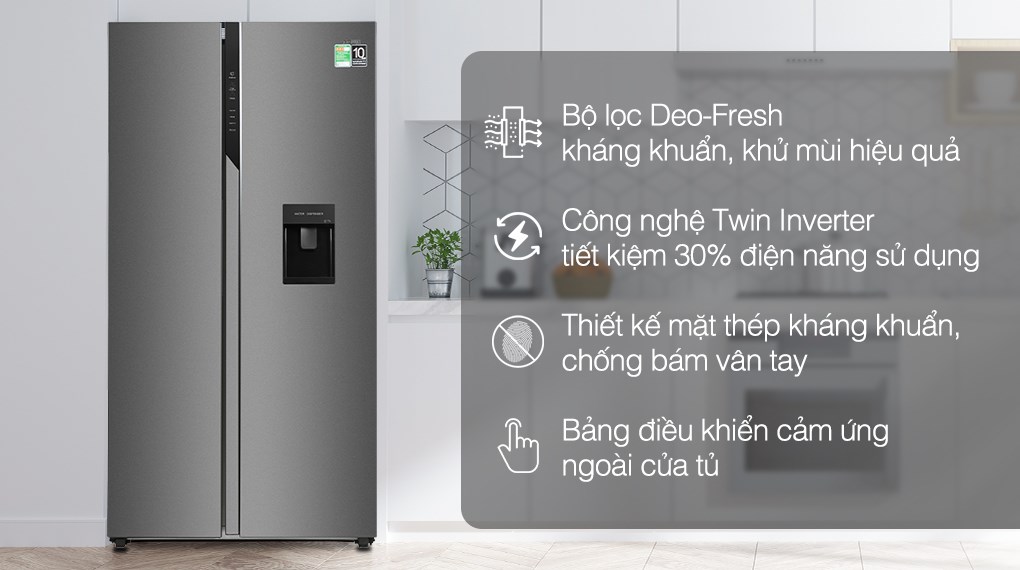 Bộ lọc Deo-Fresh
kháng khuẩn, khử mùi hiệu quả
Công nghệ Twin Inverter
tiết kiệm 30% điện năng sử dụng
Thiết kế mặt thép kháng khuẩn,
chống bám vân tay
Bảng điều khiển cảm ứng
ngoài cửa tủ